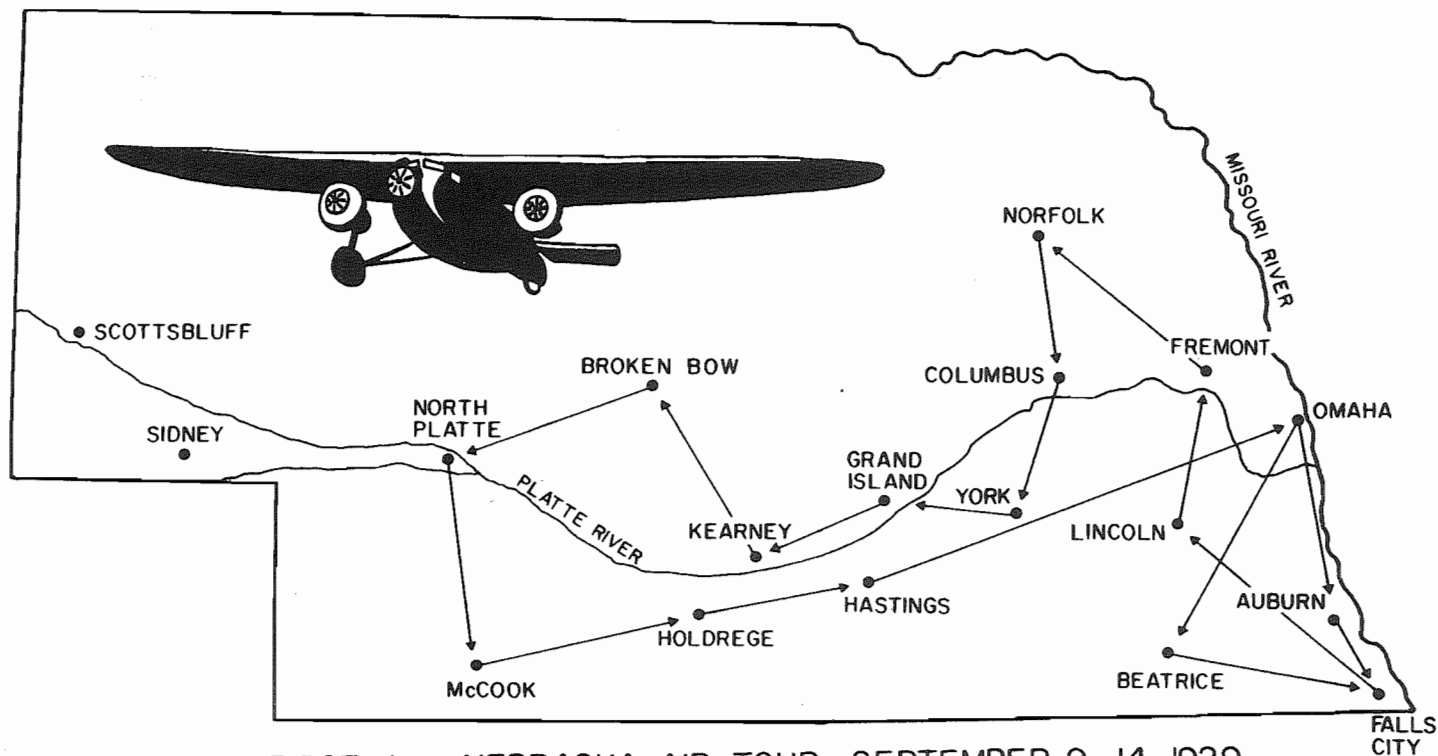 MISSOURI RIVER
NORFOLK
SCOTTSBLUFF
FREMONT
BROKEN BOW
COLUMBUS
NORTH
PLATTE
OMAHA
SIDNEY
GRAND
ISLAND
YORK
PLATTE RIVER
KEARNEY
LINCOLN
HASTINGS
AUBURN
HOLDREGE
BEATRICE
McCOOK
FALLS
CITY
NEBRASKA AIR TOUR SEPTEMBER 9-14, 1929